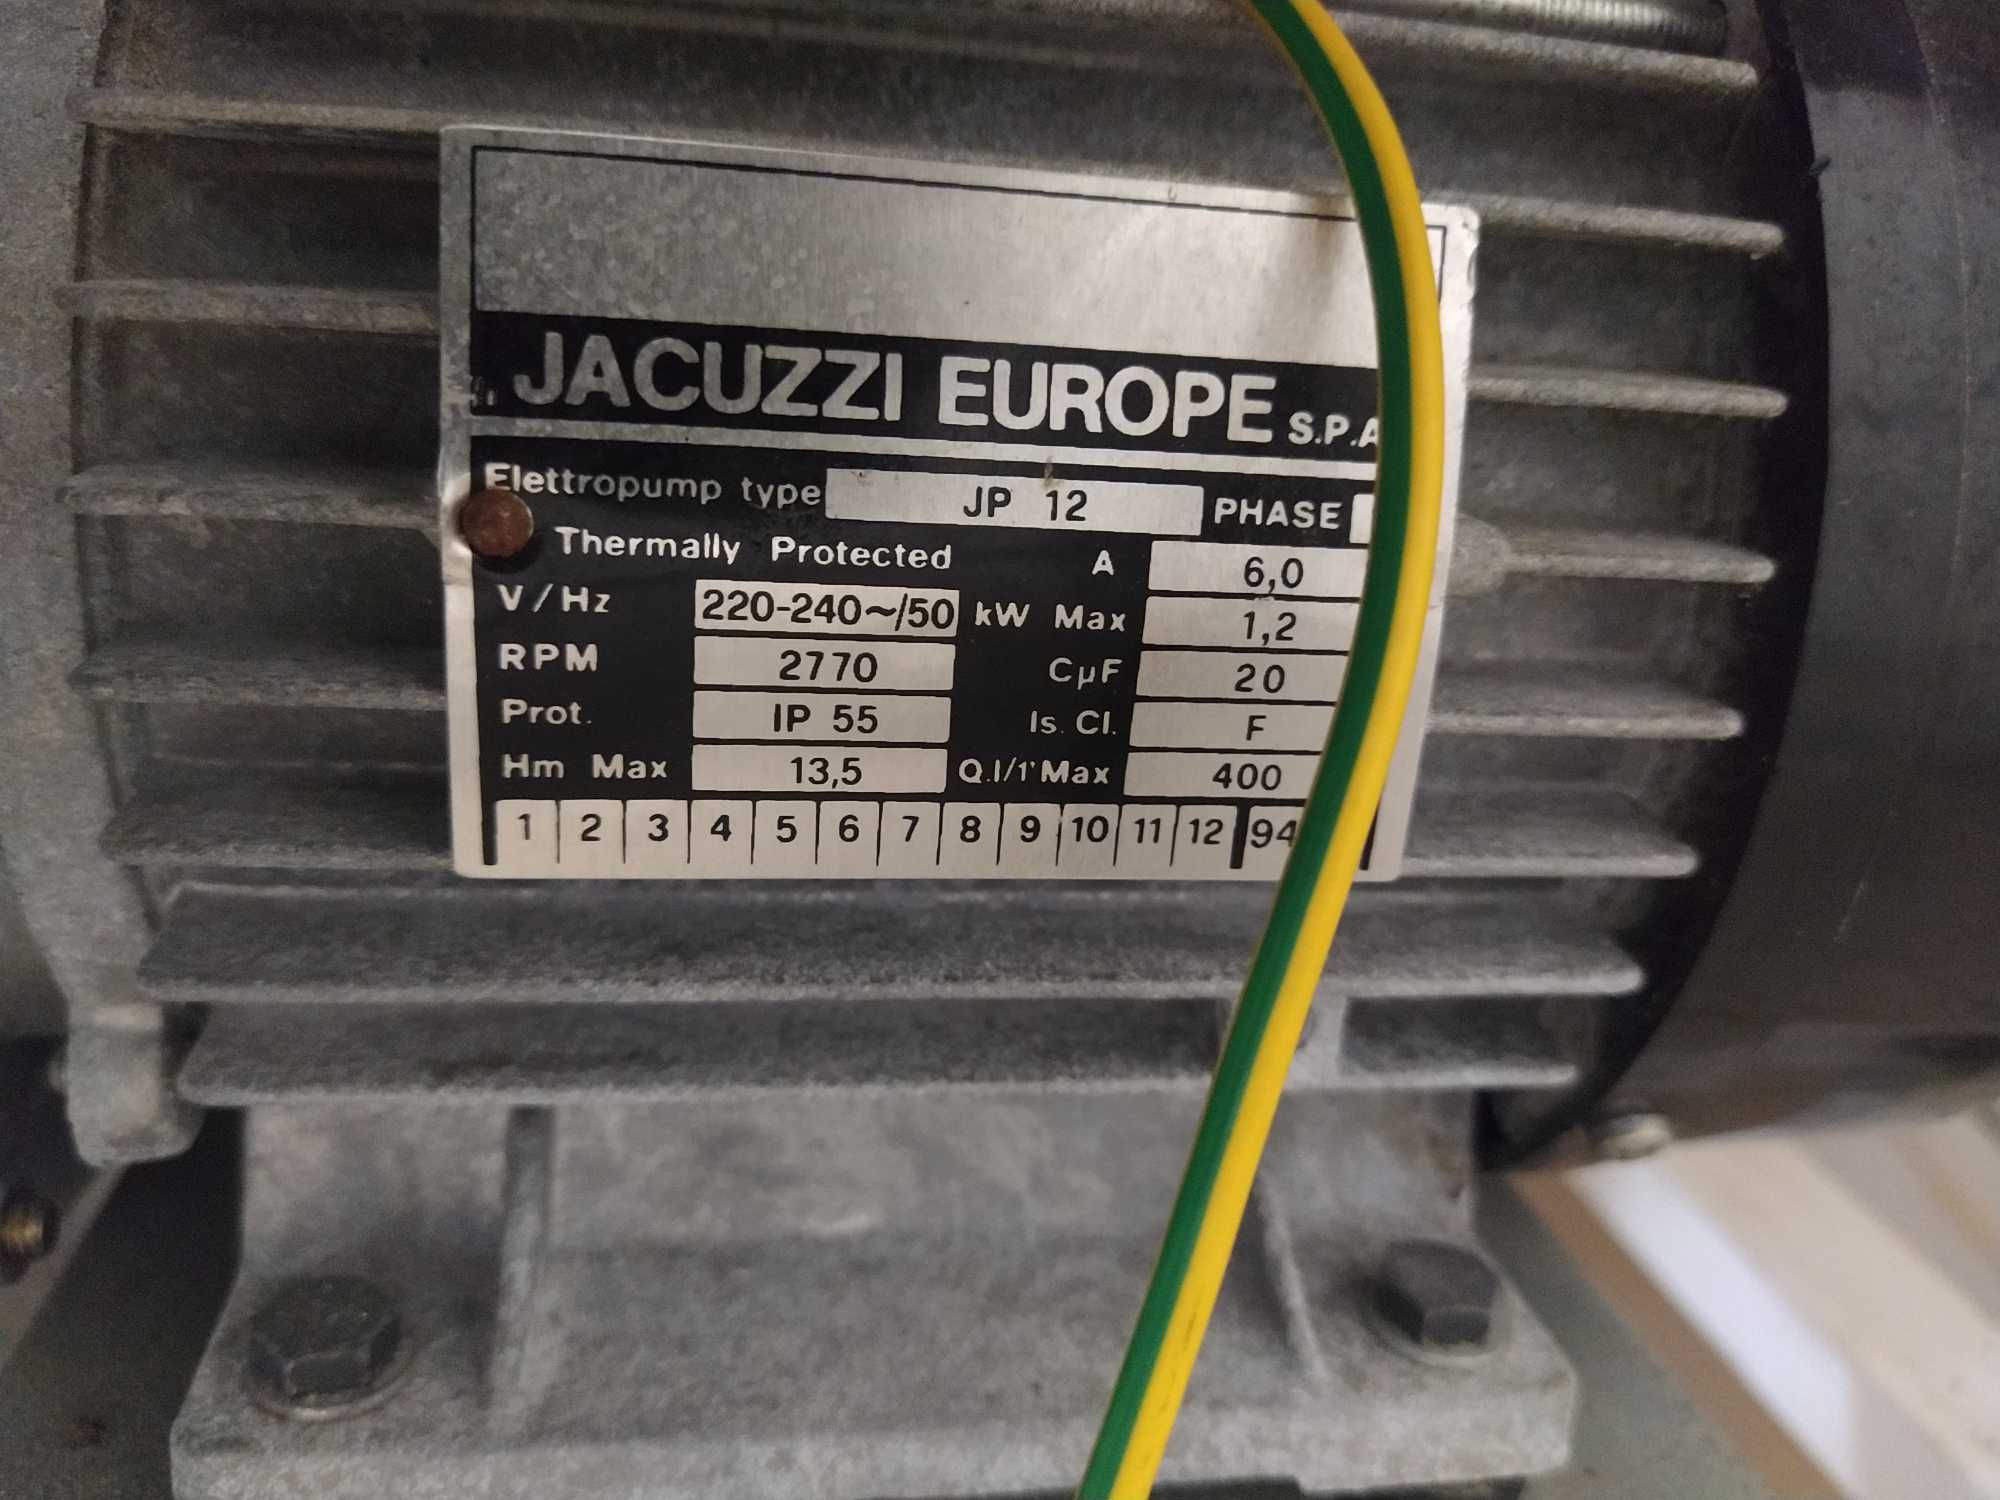 JACUZZI EUROPE S.P.A
Elettropump type JP 12 PHASE
Thermally Protected A 6,0
V/Hz 220-240~/50 kW Max 1,2
RPM 2770 CµF 20
Prot. IP 55 Is. Cl. F
Hm Max 13,5 Q.l/1' Max 400
1 2 3 4 5 6 7 8 9 10 11 12 94